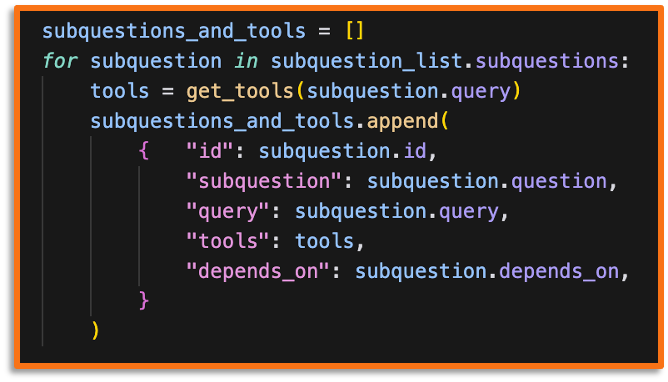 subquestions_and_tools = []
for subquestion in subquestion_list.subquestions:
    tools = get_tools(subquestion.query)
    subquestions_and_tools.append(
        {   "id": subquestion.id,
            "subquestion": subquestion.question,
            "query": subquestion.query,
            "tools": tools,
            "depends_on": subquestion.depends_on,
        }
    )